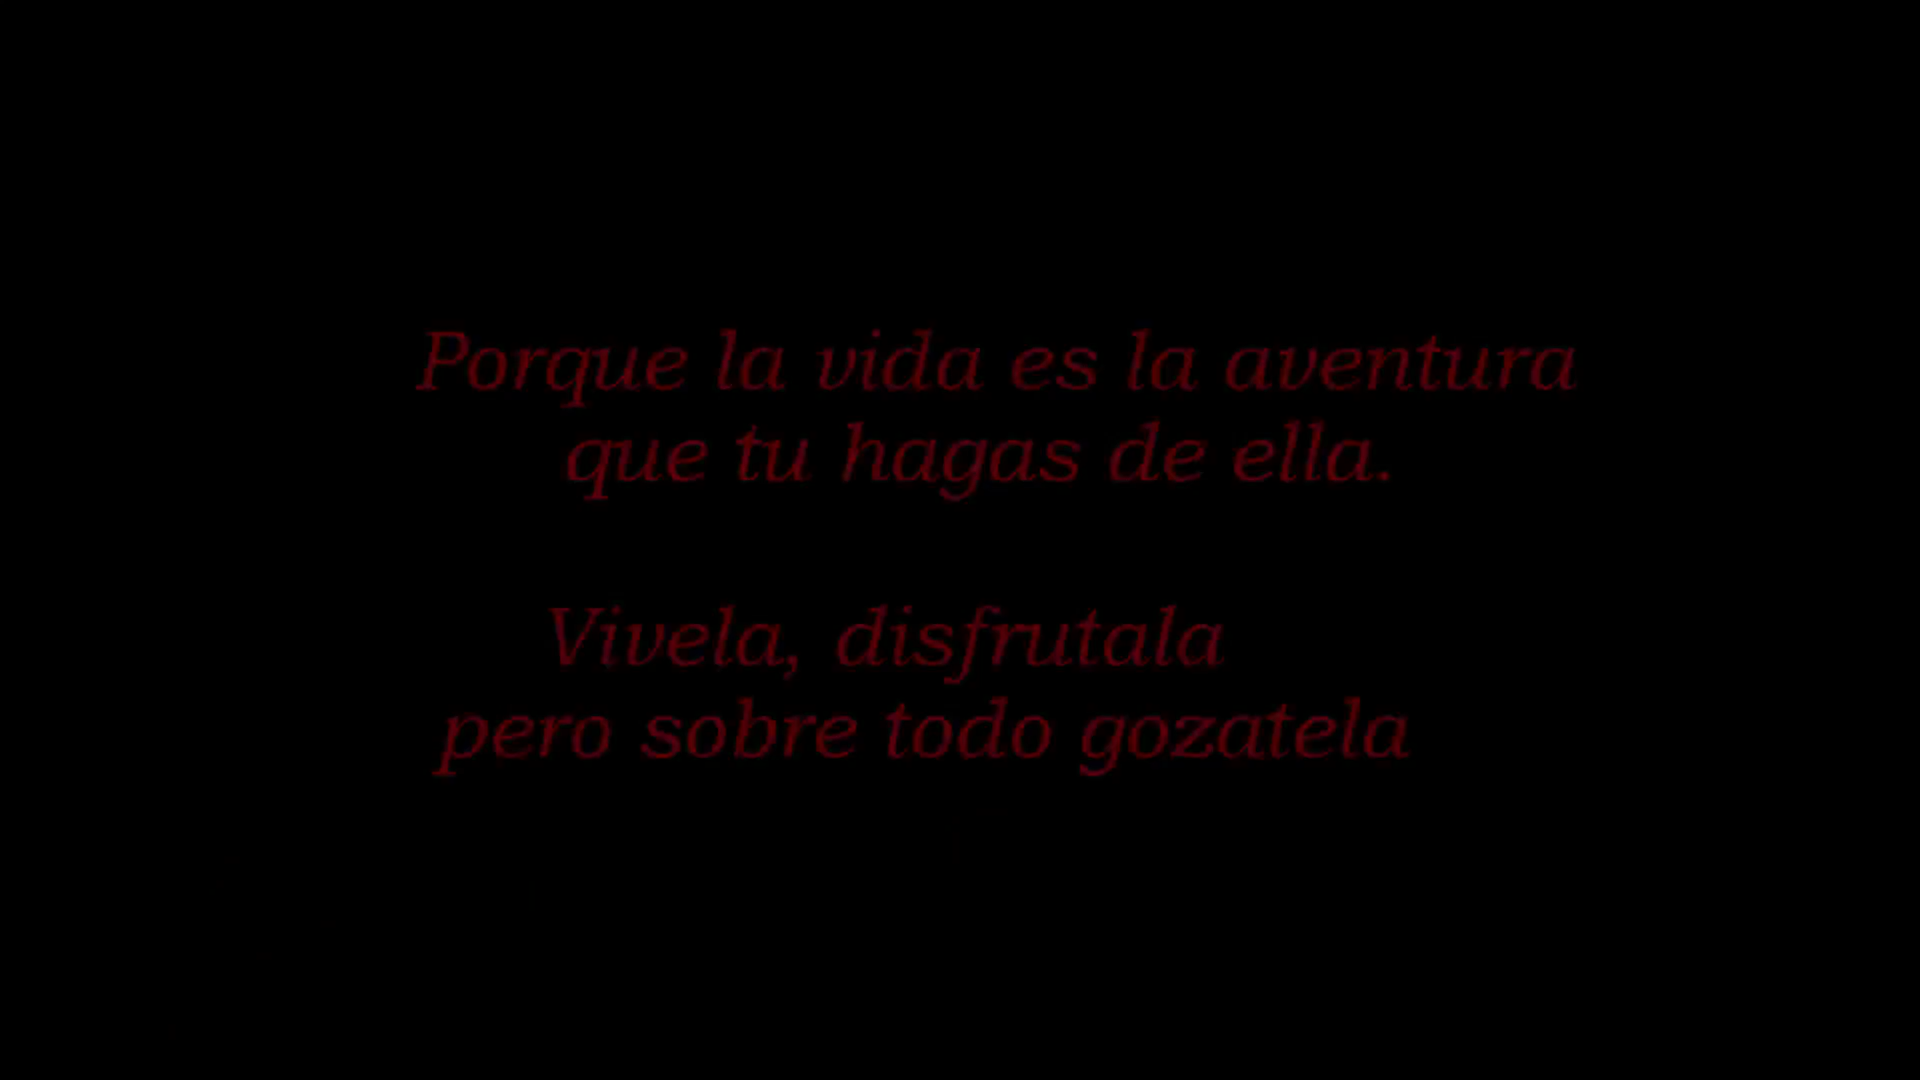 Porque la vida es la aventura
que tu hagas de ella.
Vivela, disfrutala
pero sobre todo gozatela